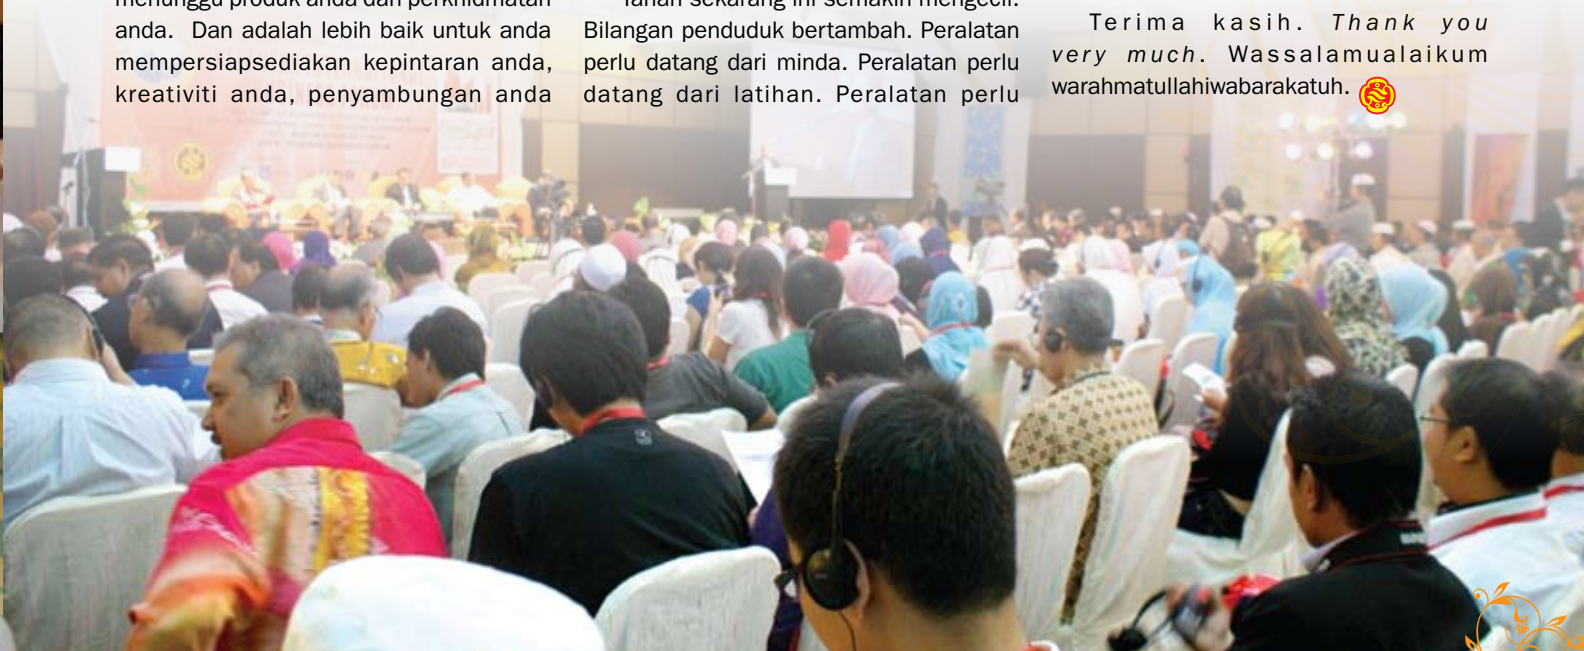 menunggu produk anda dan perkhidmatan
anda. Dan adalah lebih baik untuk anda
mempersiapsediakan kepintaran anda,
kreativiti anda, penyambungan anda
Tanah sekarang ini semakin mengecil.
Bilangan penduduk bertambah. Peralatan
perlu datang dari minda. Peralatan perlu
datang dari latihan. Peralatan perlu
Terima kasih. Thank you
very much. Wassalamualaikum
warahmatullahiwabarakatuh.